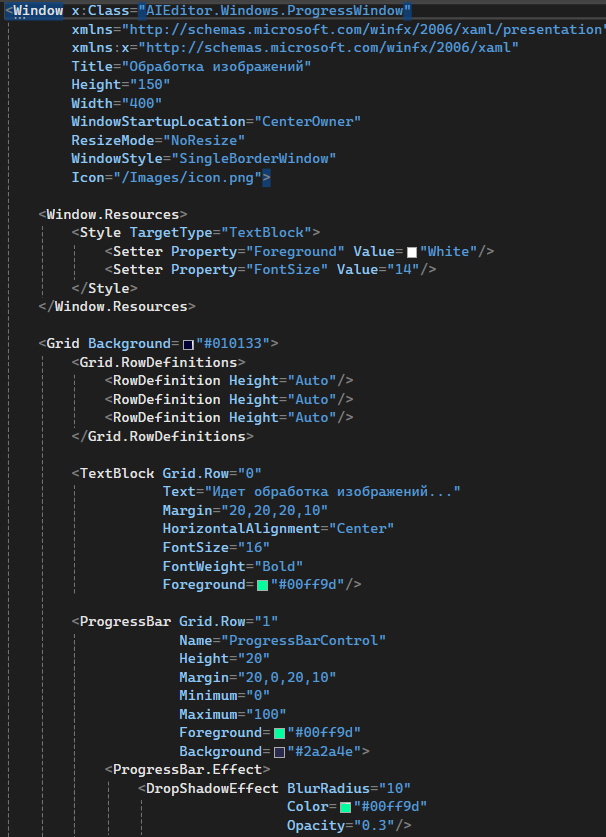 <Window x:Class="AIEditor.Windows.ProgressWindow"
xmlns="http://schemas.microsoft.com/winfx/2006/xaml/presentation"
xmlns:x="http://schemas.microsoft.com/winfx/2006/xaml"
Title="Обработка изображений"
Height="150"
Width="400"
WindowStartupLocation="CenterOwner"
ResizeMode="NoResize"
WindowStyle="SingleBorderWindow"
Icon="/Images/icon.png">
<Window.Resources>
<Style TargetType="TextBlock">
<Setter Property="Foreground" Value="White"/>
<Setter Property="FontSize" Value="14"/>
</Style>
</Window.Resources>
<Grid Background="#010133">
<Grid.RowDefinitions>
<RowDefinition Height="Auto"/>
<RowDefinition Height="Auto"/>
<RowDefinition Height="Auto"/>
</Grid.RowDefinitions>
<TextBlock Grid.Row="0"
Text="Идет обработка изображений..."
Margin="20,20,20,10"
HorizontalAlignment="Center"
FontSize="16"
FontWeight="Bold"
Foreground="#00ff9d"/>
<ProgressBar Grid.Row="1"
Name="ProgressBarControl"
Height="20"
Margin="20,0,20,10"
Minimum="0"
Maximum="100"
Foreground="#00ff9d"
Background="#2a2a4e">
<ProgressBar.Effect>
<DropShadowEffect BlurRadius="10"
Color="#00ff9d"
Opacity="0.3"/>